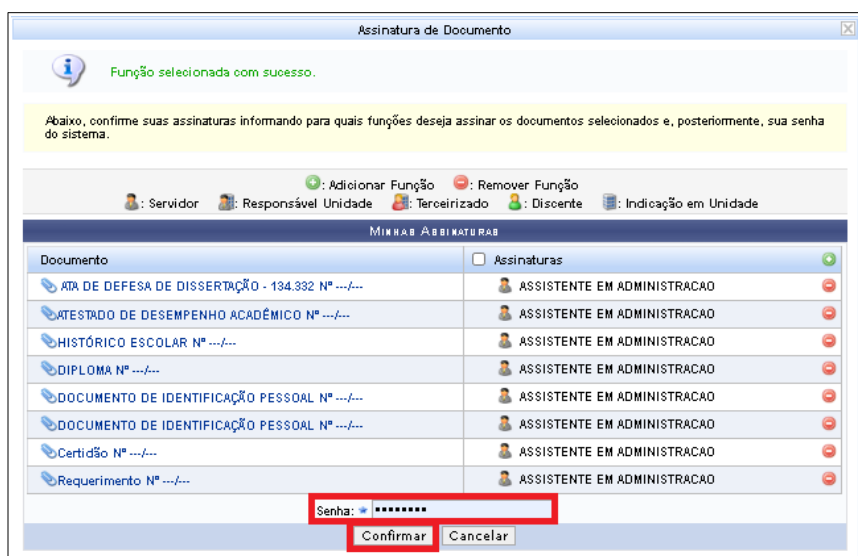 Assinatura de Documento
Função selecionada com sucesso.
Abaixo, confirme suas assinaturas informando para quais funções deseja assinar os documentos selecionados e, posteriormente, sua senha
do sistema.
: Adicionar Função : Remover Função
: Servidor : Responsável Unidade : Terceirizado : Discente : Indicação em Unidade
MINHAS ASSINATURAS
Documento Assinaturas
ATA DE DEFESA DE DISSERTAÇÃO - 134.332 Nº ---/--- ASSISTENTE EM ADMINISTRACAO
ATESTADO DE DESEMPENHO ACADÊMICO Nº ---/--- ASSISTENTE EM ADMINISTRACAO
HISTÓRICO ESCOLAR Nº ---/--- ASSISTENTE EM ADMINISTRACAO
DIPLOMA Nº ---/--- ASSISTENTE EM ADMINISTRACAO
DOCUMENTO DE IDENTIFICAÇÃO PESSOAL Nº ---/--- ASSISTENTE EM ADMINISTRACAO
DOCUMENTO DE IDENTIFICAÇÃO PESSOAL Nº ---/--- ASSISTENTE EM ADMINISTRACAO
Certidão Nº ---/--- ASSISTENTE EM ADMINISTRACAO
Requerimento Nº ---/--- ASSISTENTE EM ADMINISTRACAO
Senha: ••••••••
Confirmar Cancelar